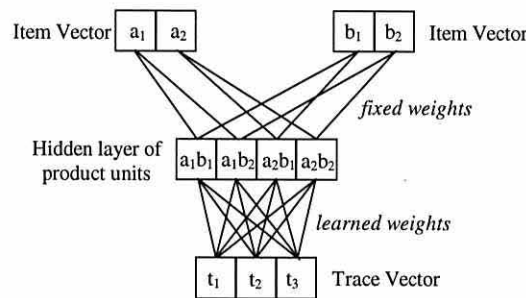 Item Vector a₁ a₂ b₁ b₂ Item Vector
fixed weights
Hidden layer of
product units
a₁b₁ a₁b₂ a₂b₁ a₂b₂
learned weights
t₁ t₂ t₃ Trace Vector